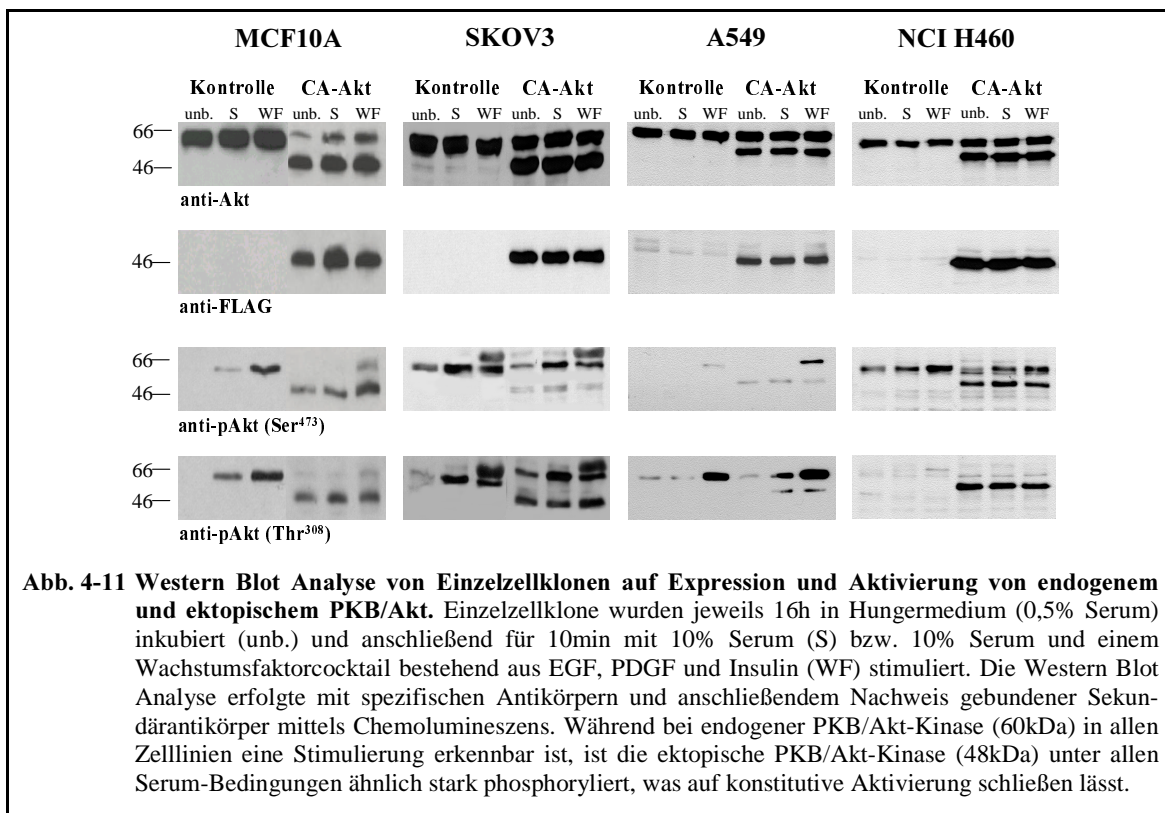 MCF10A SKOV3 A549 NCI H460
Kontrolle CA-Akt Kontrolle CA-Akt Kontrolle CA-Akt Kontrolle CA-Akt
unb. S WF unb. S WF unb. S WF unb. S WF unb. S WF unb. S WF unb. S WF unb. S WF
66
46
anti-Akt
46
anti-FLAG
66
46
anti-pAkt (Ser⁴⁷³)
66
46
anti-pAkt (Thr³⁰⁸)
Abb. 4-11 Western Blot Analyse von Einzelzellklonen auf Expression und Aktivierung von endogenem
und ektopischem PKB/Akt. Einzelzellklone wurden jeweils 16h in Hungermedium (0,5% Serum)
inkubiert (unb.) und anschließend für 10min mit 10% Serum (S) bzw. 10% Serum und einem
Wachstumsfaktorcocktail bestehend aus EGF, PDGF und Insulin (WF) stimuliert. Die Western Blot
Analyse erfolgte mit spezifischen Antikörpern und anschließendem Nachweis gebundener Sekun-
därantikörper mittels Chemolumineszens. Während bei endogener PKB/Akt-Kinase (60kDa) in allen
Zelllinien eine Stimulierung erkennbar ist, ist die ektopische PKB/Akt-Kinase (48kDa) unter allen
Serum-Bedingungen ähnlich stark phosphoryliert, was auf konstitutive Aktivierung schließen lässt.